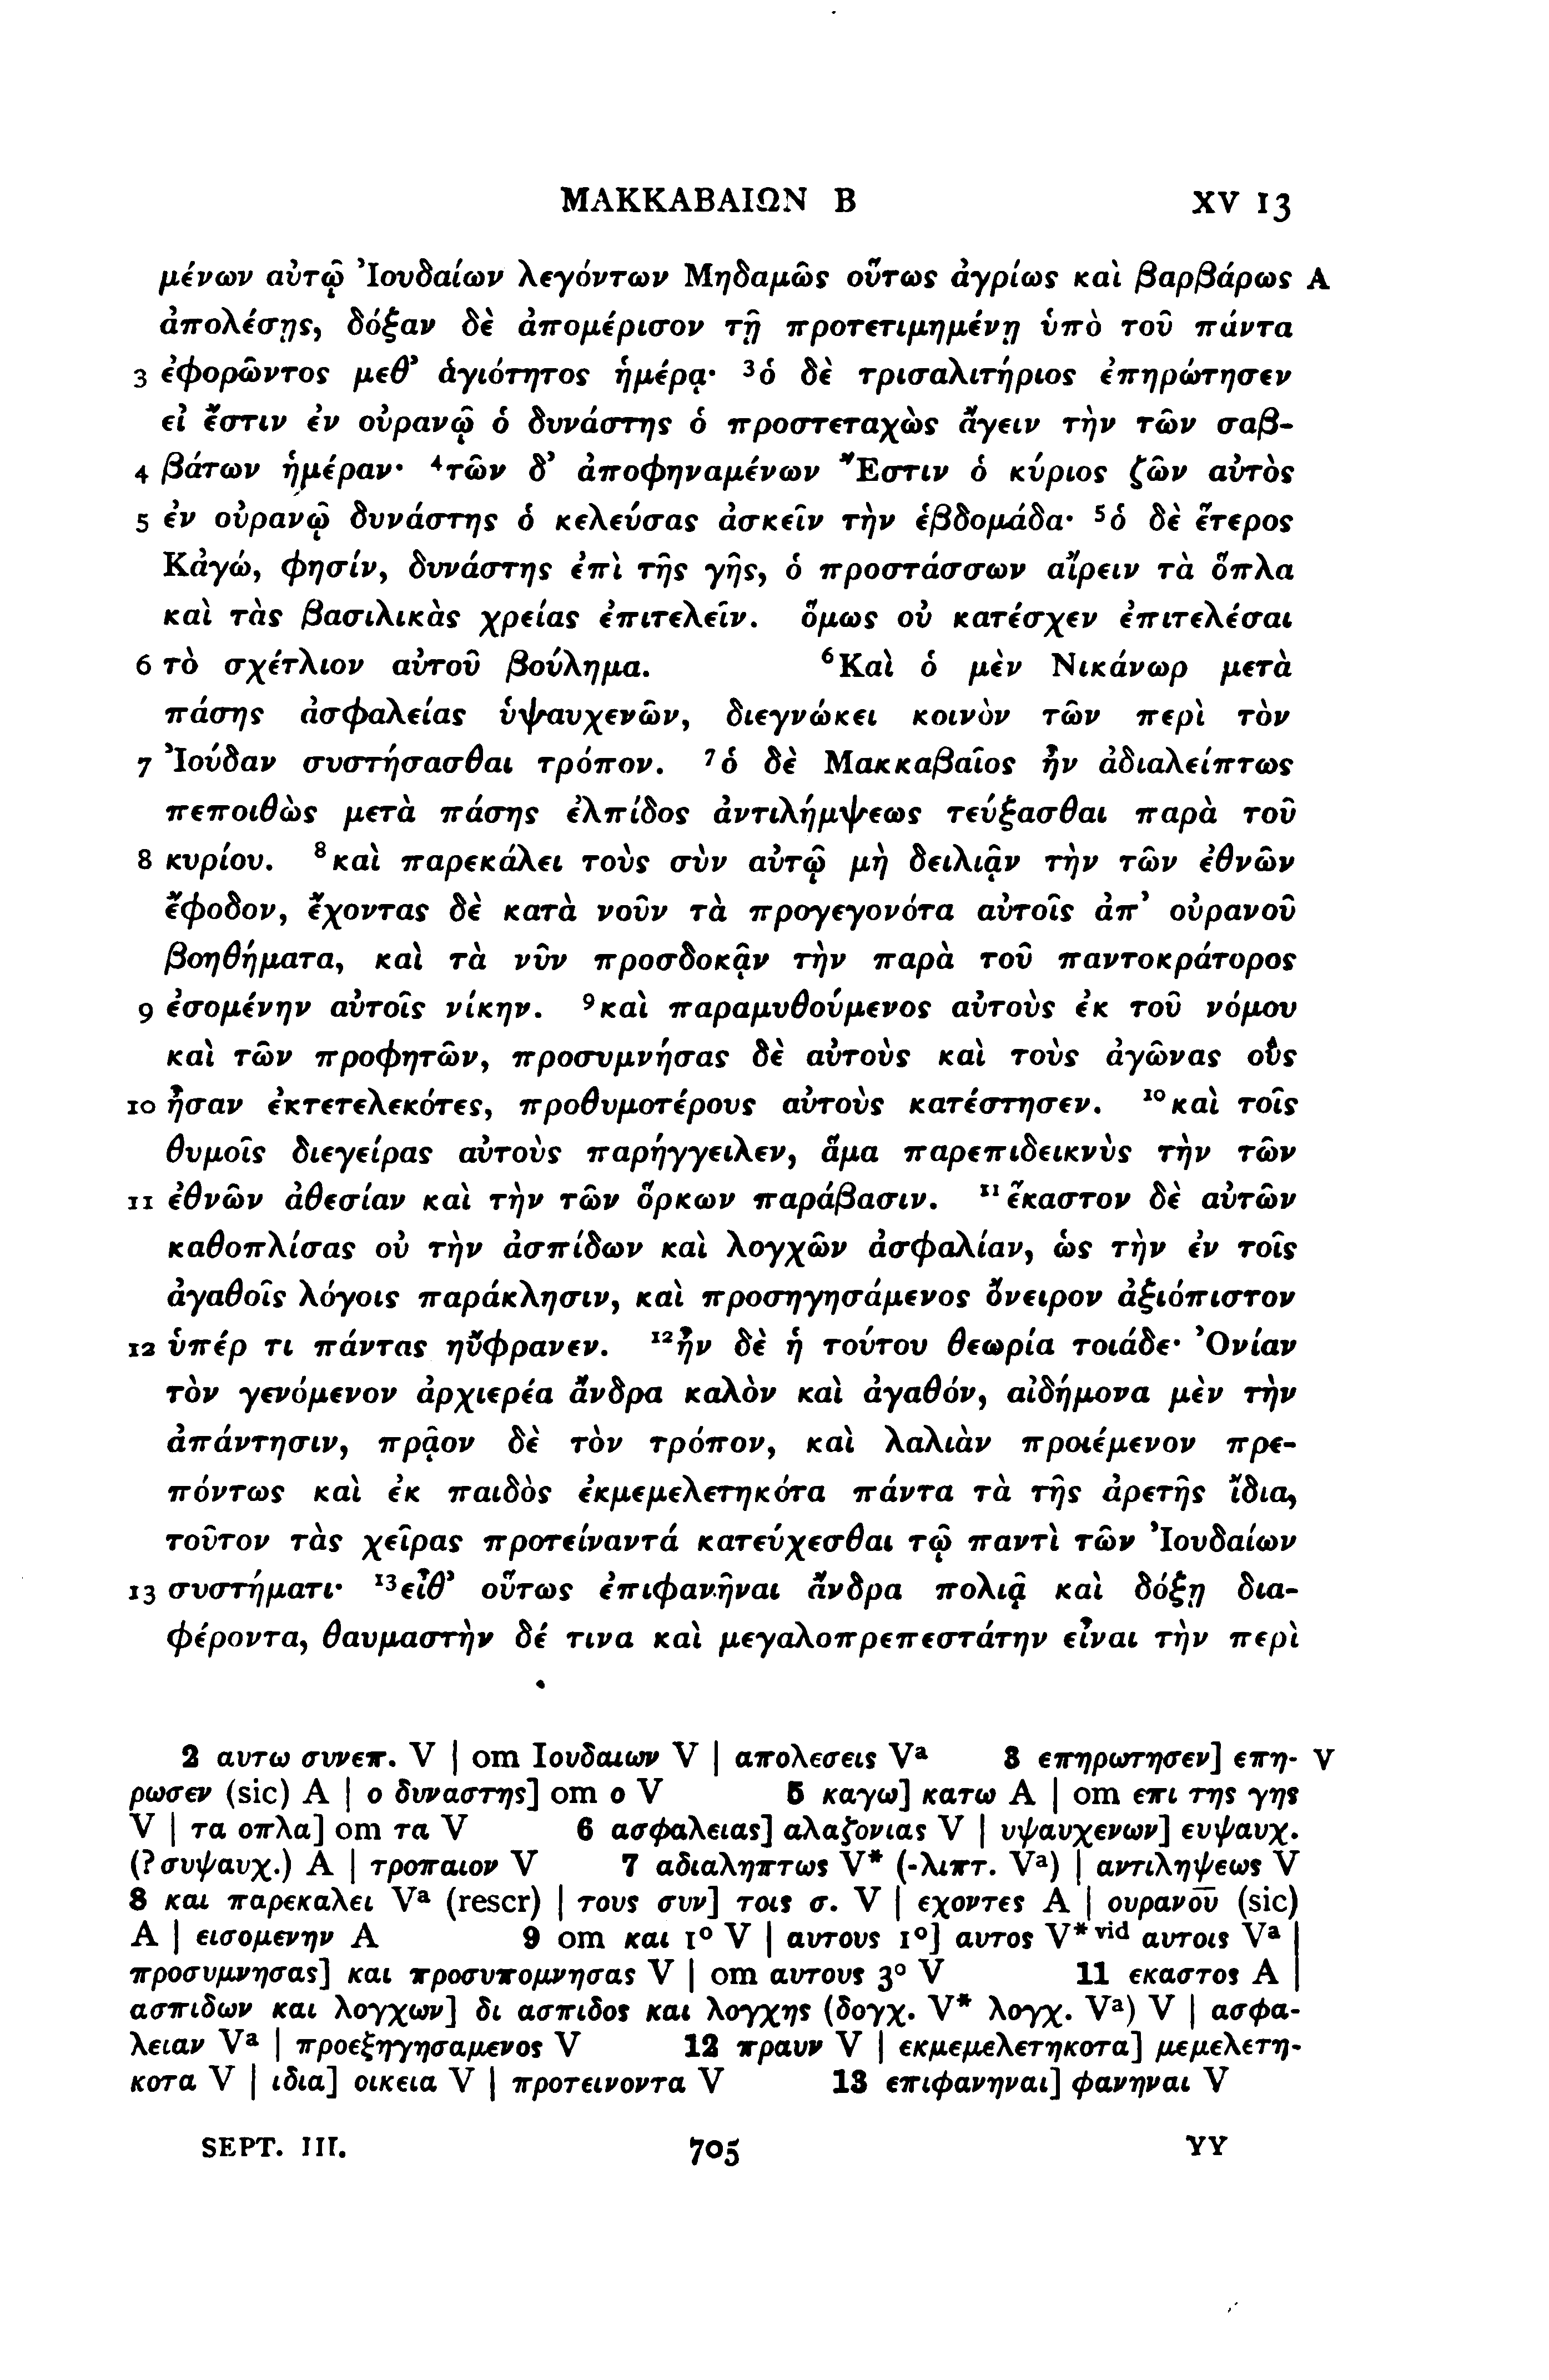 ΜΑΚΚΑΒΑΙΩΝ Β XV 13
μένων αὐτῷ Ἰουδαίων λεγόντων Μηδαμῶς οὕτως ἀγρίως καὶ βαρβάρως A
ἀπολέσῃς, δόξαν δὲ ἀπομέρισον τῇ προτετιμημένῃ ὑπὸ τοῦ πάντα
3 ἐφορῶντος μεθ’ ἁγιότητος ἡμέρᾳ· ³ὁ δὲ τρισαλιτήριος ἐπηρώτησεν
εἰ ἔστιν ἐν οὐρανῷ ὁ δυνάστης ὁ προστεταχὼς ἄγειν τὴν τῶν σαβ-
4 βάτων ἡμέραν· ⁴τῶν δ’ ἀποφηναμένων Ἔστιν ὁ κύριος ζῶν αὐτὸς
5 ἐν οὐρανῷ δυνάστης ὁ κελεύσας ἀσκεῖν τὴν ἑβδομάδα· ⁵ὁ δὲ ἕτερος
Κἀγώ, φησίν, δυνάστης ἐπὶ τῆς γῆς, ὁ προστάσσων αἴρειν τὰ ὅπλα
καὶ τὰς βασιλικὰς χρείας ἐπιτελεῖν. ὅμως οὐ κατέσχεν ἐπιτελέσαι
6 τὸ σχέτλιον αὐτοῦ βούλημα. ⁶Καὶ ὁ μὲν Νικάνωρ μετὰ
πάσης ἀσφαλείας ὑψαυχενῶν, διεγνώκει κοινὸν τῶν περὶ τὸν
7 Ἰούδαν συστήσασθαι τρόπον. ⁷ὁ δὲ Μακκαβαῖος ἦν ἀδιαλείπτως
πεποιθὼς μετὰ πάσης ἐλπίδος ἀντιλήμψεως τεύξασθαι παρὰ τοῦ
8 κυρίου. ⁸καὶ παρεκάλει τοὺς σὺν αὐτῷ μὴ δειλιᾷν τὴν τῶν ἐθνῶν
ἔφοδον, ἔχοντας δὲ κατὰ νοῦν τὰ προγεγονότα αὐτοῖς ἀπ’ οὐρανοῦ
βοηθήματα, καὶ τὰ νῦν προσδοκᾷν τὴν παρὰ τοῦ παντοκράτορος
9 ἐσομένην αὐτοῖς νίκην. ⁹καὶ παραμυθούμενος αὐτοὺς ἐκ τοῦ νόμου
καὶ τῶν προφητῶν, προσυμνήσας δὲ αὐτοὺς καὶ τοὺς ἀγῶνας οὓς
10 ἦσαν ἐκτετελεκότες, προθυμοτέρους αὐτοὺς κατέστησεν. ¹⁰καὶ τοῖς
θυμοῖς διεγείρας αὐτοὺς παρήγγειλεν, ἅμα παρεπιδεικνὺς τὴν τῶν
11 ἐθνῶν ἀθεσίαν καὶ τὴν τῶν ὅρκων παράβασιν. ¹¹ἕκαστον δὲ αὐτῶν
καθοπλίσας οὐ τὴν ἀσπίδων καὶ λογχῶν ἀσφαλίαν, ὡς τὴν ἐν τοῖς
ἀγαθοῖς λόγοις παράκλησιν, καὶ προσηγησάμενος ὄνειρον ἀξιόπιστον
12 ὑπέρ τι πάντας ηὔφρανεν. ¹²ἦν δὲ ἡ τούτου θεωρία τοιάδε· Ὀνίαν
τὸν γενόμενον ἀρχιερέα ἄνδρα καλὸν καὶ ἀγαθόν, αἰδήμονα μὲν τὴν
ἀπάντησιν, πρᾷον δὲ τὸν τρόπον, καὶ λαλιὰν προιέμενον πρε-
πόντως καὶ ἐκ παιδὸς ἐκμεμελετηκότα πάντα τὰ τῆς ἀρετῆς ἴδια,
τοῦτον τὰς χεῖρας προτείναντά κατεύχεσθαι τῷ παντὶ τῶν Ἰουδαίων
13 συστήματι· ¹³εἶθ’ οὕτως ἐπιφανῆναι ἄνδρα πολιᾷ καὶ δόξῃ δια-
φέροντα, θαυμαστὴν δέ τινα καὶ μεγαλοπρεπεστάτην εἶναι τὴν περὶ
2 αυτω συνεπ. V | om Ιουδαιων V | απολεσεις Vᵃ 3 επηρωτησεν] επη- V
ρωσεν (sic) A | ο δυναστης] om ο V 5 καγω] κατω A | om επι της γης
V | τα οπλα] om τα V 6 ασφαλειας] αλαζονιας V | υψαυχενων] ευψαυχ.
(? συψαυχ.) A | τροπαιον V 7 αδιαληπτως V* (-λιπτ. Vᵃ) | αντιληψεως V
8 και παρεκαλει Vᵃ (rescr) | τους συν] τοις σ. V | εχοντες A | ουρανο̅υ̅ (sic)
A | εισομενην A 9 om και 1⁰ V | αυτους 1⁰] αυτος V*ᵛⁱᵈ αυτοις Vᵃ |
προσυμνησας] και προσυπομνησας V | om αυτους 3⁰ V 11 εκαστος A |
ασπιδων και λογχων] δι ασπιδος και λογχης (δογχ. V* λογχ. Vᵃ) V | ασφα-
λειαν Vᵃ | προεξηγησαμενος V 12 πραυν V | εκμεμελετηκοτα] μεμελετη-
κοτα V | ιδια] οικεια V | προτεινοντα V 13 επιφανηναι] φανηναι V
SEPT. III. 705 YY